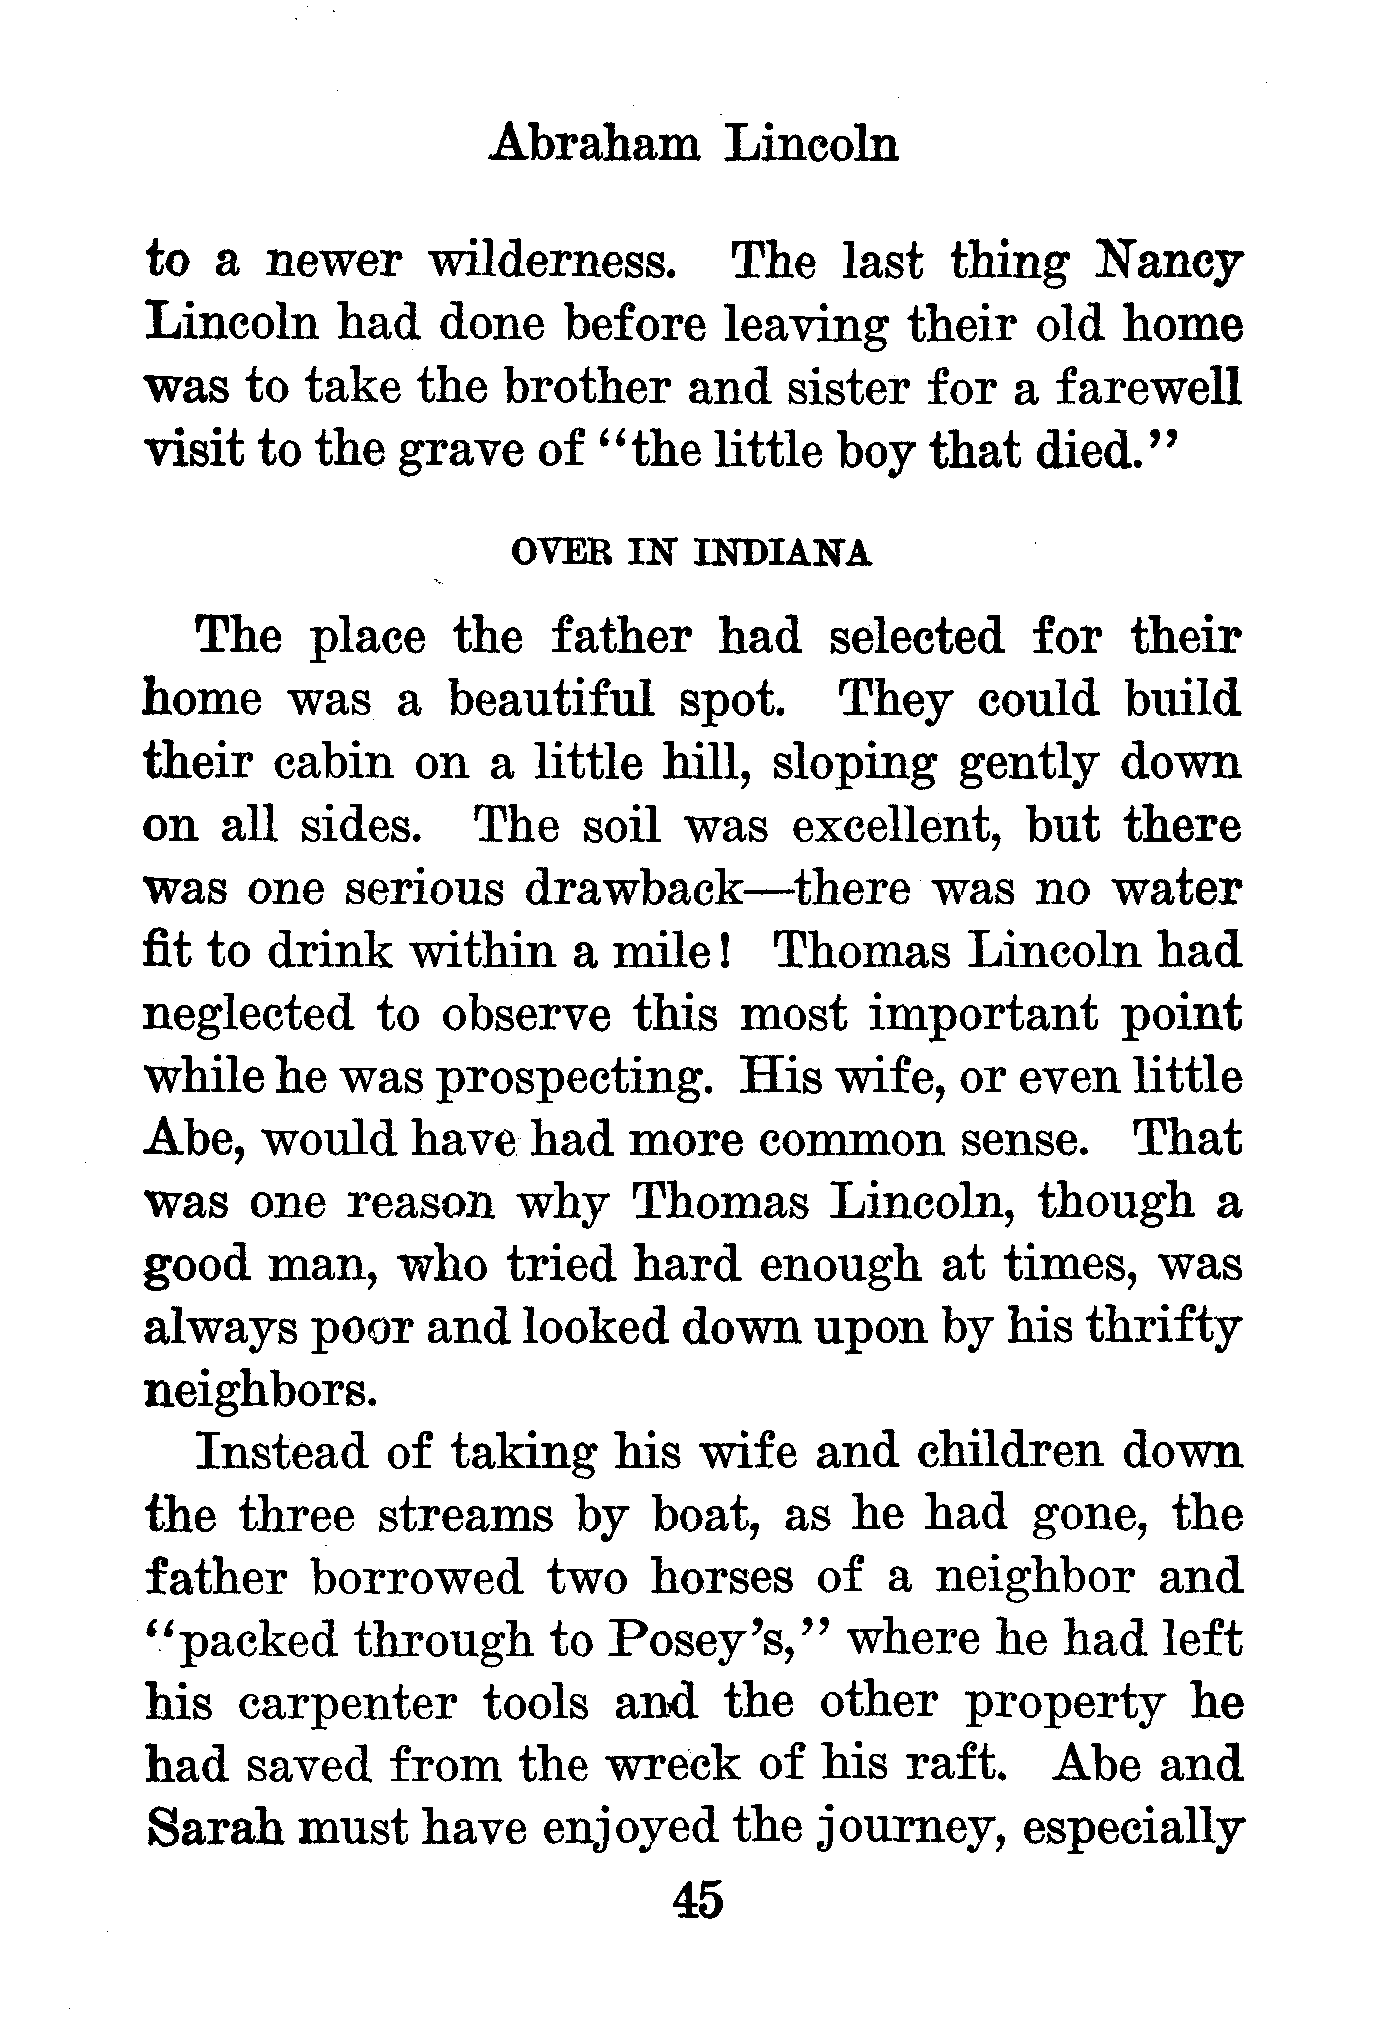 Abraham Lincoln
to a newer wilderness. The last thing Nancy
Lincoln had done before leaving their old home
was to take the brother and sister for a farewell
visit to the grave of “the little boy that died.”
OVER IN INDIANA
The place the father had selected for their
home was a beautiful spot. They could build
their cabin on a little hill, sloping gently down
on all sides. The soil was excellent, but there
was one serious drawback—there was no water
fit to drink within a mile! Thomas Lincoln had
neglected to observe this most important point
while he was prospecting. His wife, or even little
Abe, would have had more common sense. That
was one reason why Thomas Lincoln, though a
good man, who tried hard enough at times, was
always poor and looked down upon by his thrifty
neighbors.
Instead of taking his wife and children down
the three streams by boat, as he had gone, the
father borrowed two horses of a neighbor and
“packed through to Posey’s,” where he had left
his carpenter tools and the other property he
had saved from the wreck of his raft. Abe and
Sarah must have enjoyed the journey, especially
45